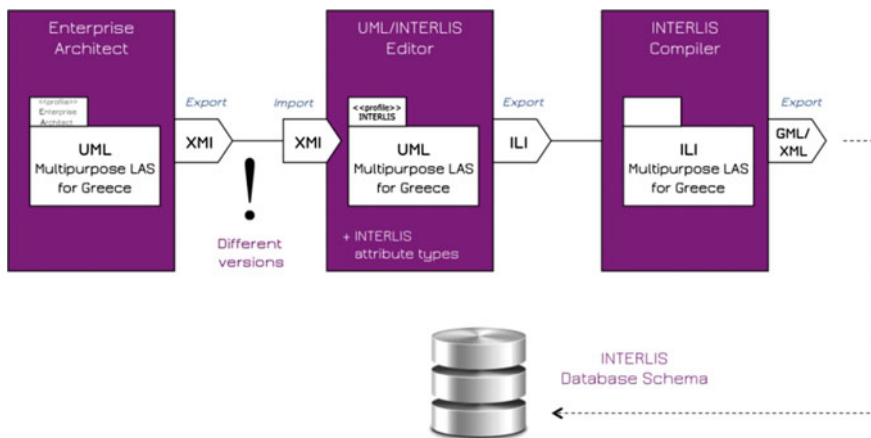 Enterprise
Architect
<<profile>>
Enterprise
Architect
UML
Multipurpose LAS
for Greece
Export
XMI
!
Different
versions
Import
XMI
UML/INTERLIS
Editor
<<profile>>
INTERLIS
UML
Multipurpose LAS
for Greece
+ INTERLIS
attribute types
Export
ILI
INTERLIS
Compiler
ILI
Multipurpose LAS
for Greece
Export
GML/
XML
INTERLIS
Database Schema